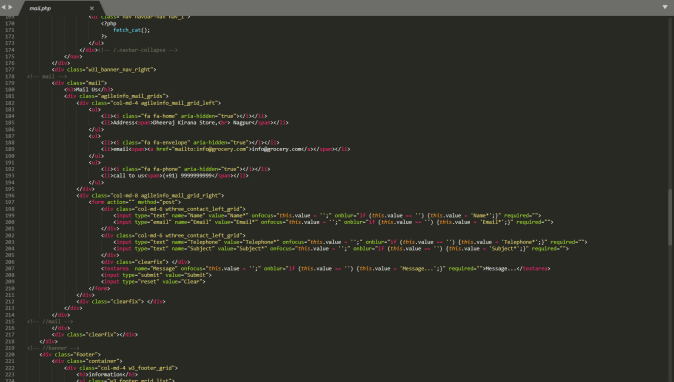 mail.php
169 <ul class="nav navbar-nav nav_1">
170 <?php
171 fetch_cat();
172 ?>
173 </ul>
174 </div><!-- /.navbar-collapse -->
175 </nav>
176 </div>
177 <div class="w3l_banner_nav_right">
178 <!-- mail -->
179 <div class="mail">
180 <h3>Mail Us</h3>
181 <div class="agileinfo_mail_grids">
182 <div class="col-md-4 agileinfo_mail_grid_left">
183 <ul>
184 <li><i class="fa fa-home" aria-hidden="true"></i></li>
185 <li>Address<span>Dheeraj Kirana Store,<br> Nagpur</span></li>
186 </ul>
187 <ul>
188 <li><i class="fa fa-envelope" aria-hidden="true"></i></li>
189 <li>email<span><a href="mailto:info@grocery.com">info@grocery.com</a></span></li>
190 </ul>
191 <ul>
192 <li><i class="fa fa-phone" aria-hidden="true"></i></li>
193 <li>call to us<span>(+91) 9999999999</span></li>
194 </ul>
195 </div>
196 <div class="col-md-8 agileinfo_mail_grid_right">
197 <form action="" method="post">
198 <div class="col-md-6 wthree_contact_left_grid">
199 <input type="text" name="Name" value="Name*" onfocus="this.value = '';" onblur="if (this.value == '') {this.value = 'Name*';}" required="">
200 <input type="email" name="Email" value="Email*" onfocus="this.value = '';" onblur="if (this.value == '') {this.value = 'Email*';}" required="">
201 </div>
202 <div class="col-md-6 wthree_contact_left_grid">
203 <input type="text" name="Telephone" value="Telephone*" onfocus="this.value = '';" onblur="if (this.value == '') {this.value = 'Telephone*';}" required="">
204 <input type="text" name="Subject" value="Subject*" onfocus="this.value = '';" onblur="if (this.value == '') {this.value = 'Subject*';}" required="">
205 </div>
206 <div class="clearfix"> </div>
207 <textarea name="Message" onfocus="this.value = '';" onblur="if (this.value == '') {this.value = 'Message...';}" required="">Message...</textarea>
208 <input type="submit" value="Submit">
209 <input type="reset" value="Clear">
210 </form>
211 </div>
212 <div class="clearfix"> </div>
213 </div>
214 </div>
215 <!-- //mail -->
216 </div>
217 <div class="clearfix"></div>
218 </div>
219 <!-- //banner -->
220 <div class="footer">
221 <div class="container">
222 <div class="col-md-4 w3_footer_grid">
223 <h3>information</h3>
224 <ul class="w3_footer_grid_list">